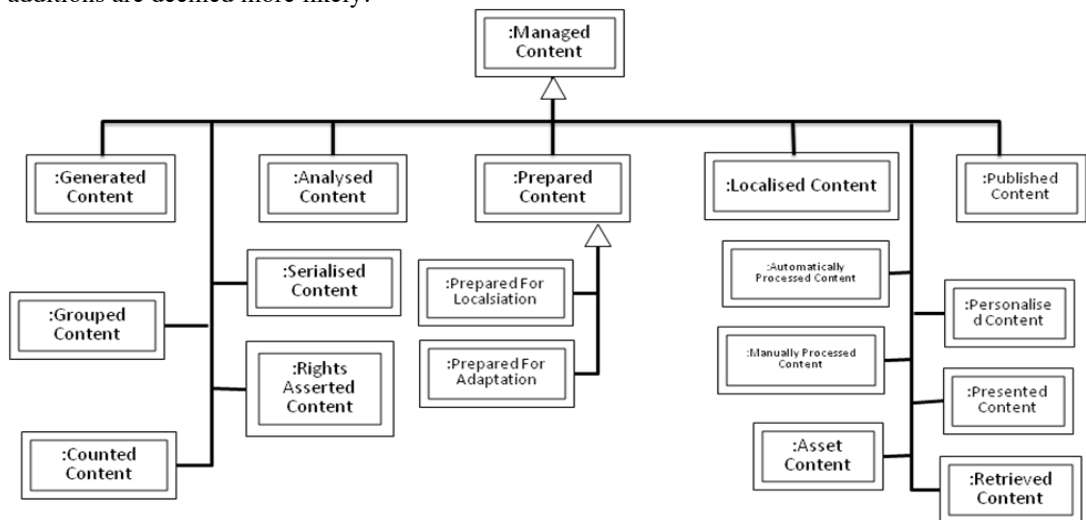 additions are deemed more likely.
:Managed
Content
:Generated
Content
:Analysed
Content
:Prepared
Content
:Localised Content
:Published
Content
:Serialised
Content
:Prepared For
Localsiation
:Automatically
Processed Content
:Grouped
Content
:Personalise
d Content
:Rights
Asserted
Content
:Prepared For
Adaptation
:Manually Processed
Content
:Presented
Content
:Counted
Content
:Asset
Content
:Retrieved
Content